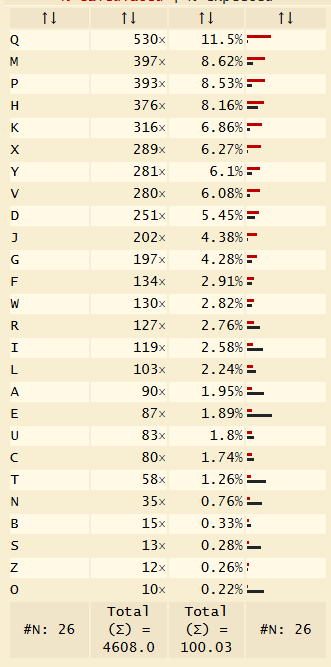 ↑↓ ↑↓ ↑↓ ↑↓
Q 530× 11.5%
M 397× 8.62%
P 393× 8.53%
H 376× 8.16%
K 316× 6.86%
X 289× 6.27%
Y 281× 6.1%
V 280× 6.08%
D 251× 5.45%
J 202× 4.38%
G 197× 4.28%
F 134× 2.91%
W 130× 2.82%
R 127× 2.76%
I 119× 2.58%
L 103× 2.24%
A 90× 1.95%
E 87× 1.89%
U 83× 1.8%
C 80× 1.74%
T 58× 1.26%
N 35× 0.76%
B 15× 0.33%
S 13× 0.28%
Z 12× 0.26%
O 10× 0.22%
#N: 26 Total (Σ) = 4608.0 Total (Σ) = 100.03 #N: 26